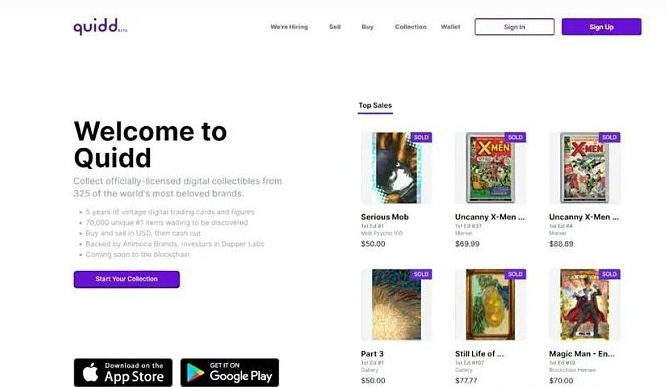 quidd BETA
We're Hiring
Sell
Buy
Collection
Wallet
Sign In
Sign Up
Welcome to
Quidd
Collect officially-licensed digital collectibles from
325 of the world's most beloved brands.
5 years of vintage digital trading cards and figures
70,000 unique #1 items waiting to be discovered
Buy and sell in USD, then cash out
Backed by Animoca Brands, Investors in Dapper Labs
Coming soon to the blockchain
Start Your Collection
Download on the
App Store
GET IT ON
Google Play
Top Sales
SOLD
Serious Mob
1st Ed #1
Mob Psycho 100
$50.00
SOLD
X-MEN
Uncanny X-Men ...
1st Ed #37
Marvel
$69.99
SOLD
X-MEN
Uncanny X-Men ...
1st Ed #4
Marvel
$88.89
SOLD
Part 3
1st Ed #1
Gallery
$50.00
SOLD
Still Life of ...
1st Ed #107
Gallery
$77.77
SOLD
Magic Man - En...
1st Ed #10
Blockchain Heroes
$70.00